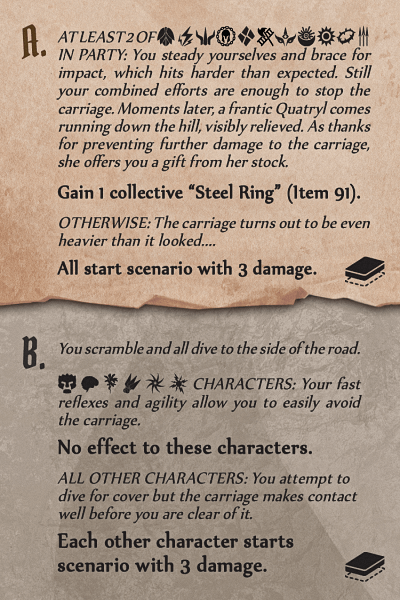 A.
AT LEAST 2 OF
IN PARTY: You steady yourselves and brace for
impact, which hits harder than expected. Still
your combined efforts are enough to stop the
carriage. Moments later, a frantic Quatryl comes
running down the hill, visibly relieved. As thanks
for preventing further damage to the carriage,
she offers you a gift from her stock.
Gain 1 collective “Steel Ring” (Item 91).
OTHERWISE: The carriage turns out to be even
heavier than it looked....
All start scenario with 3 damage.
B.
You scramble and all dive to the side of the road.
CHARACTERS: Your fast
reflexes and agility allow you to easily avoid
the carriage.
No effect to these characters.
ALL OTHER CHARACTERS: You attempt to
dive for cover but the carriage makes contact
well before you are clear of it.
Each other character starts
scenario with 3 damage.